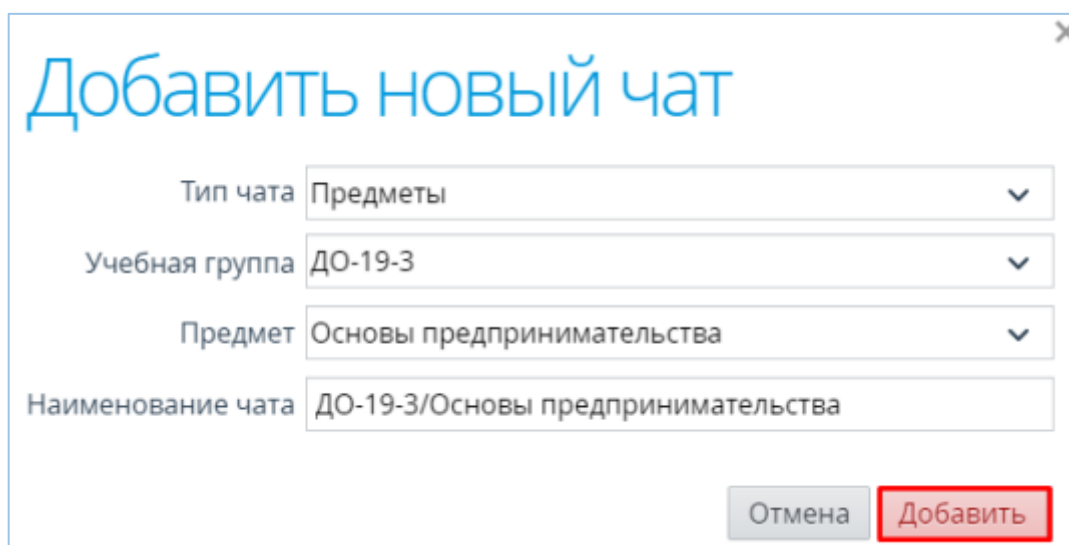 Добавить новый чат
Тип чата Предметы
Учебная группа ДО-19-3
Предмет Основы предпринимательства
Наименование чата ДО-19-3/Основы предпринимательства
Отмена Добавить